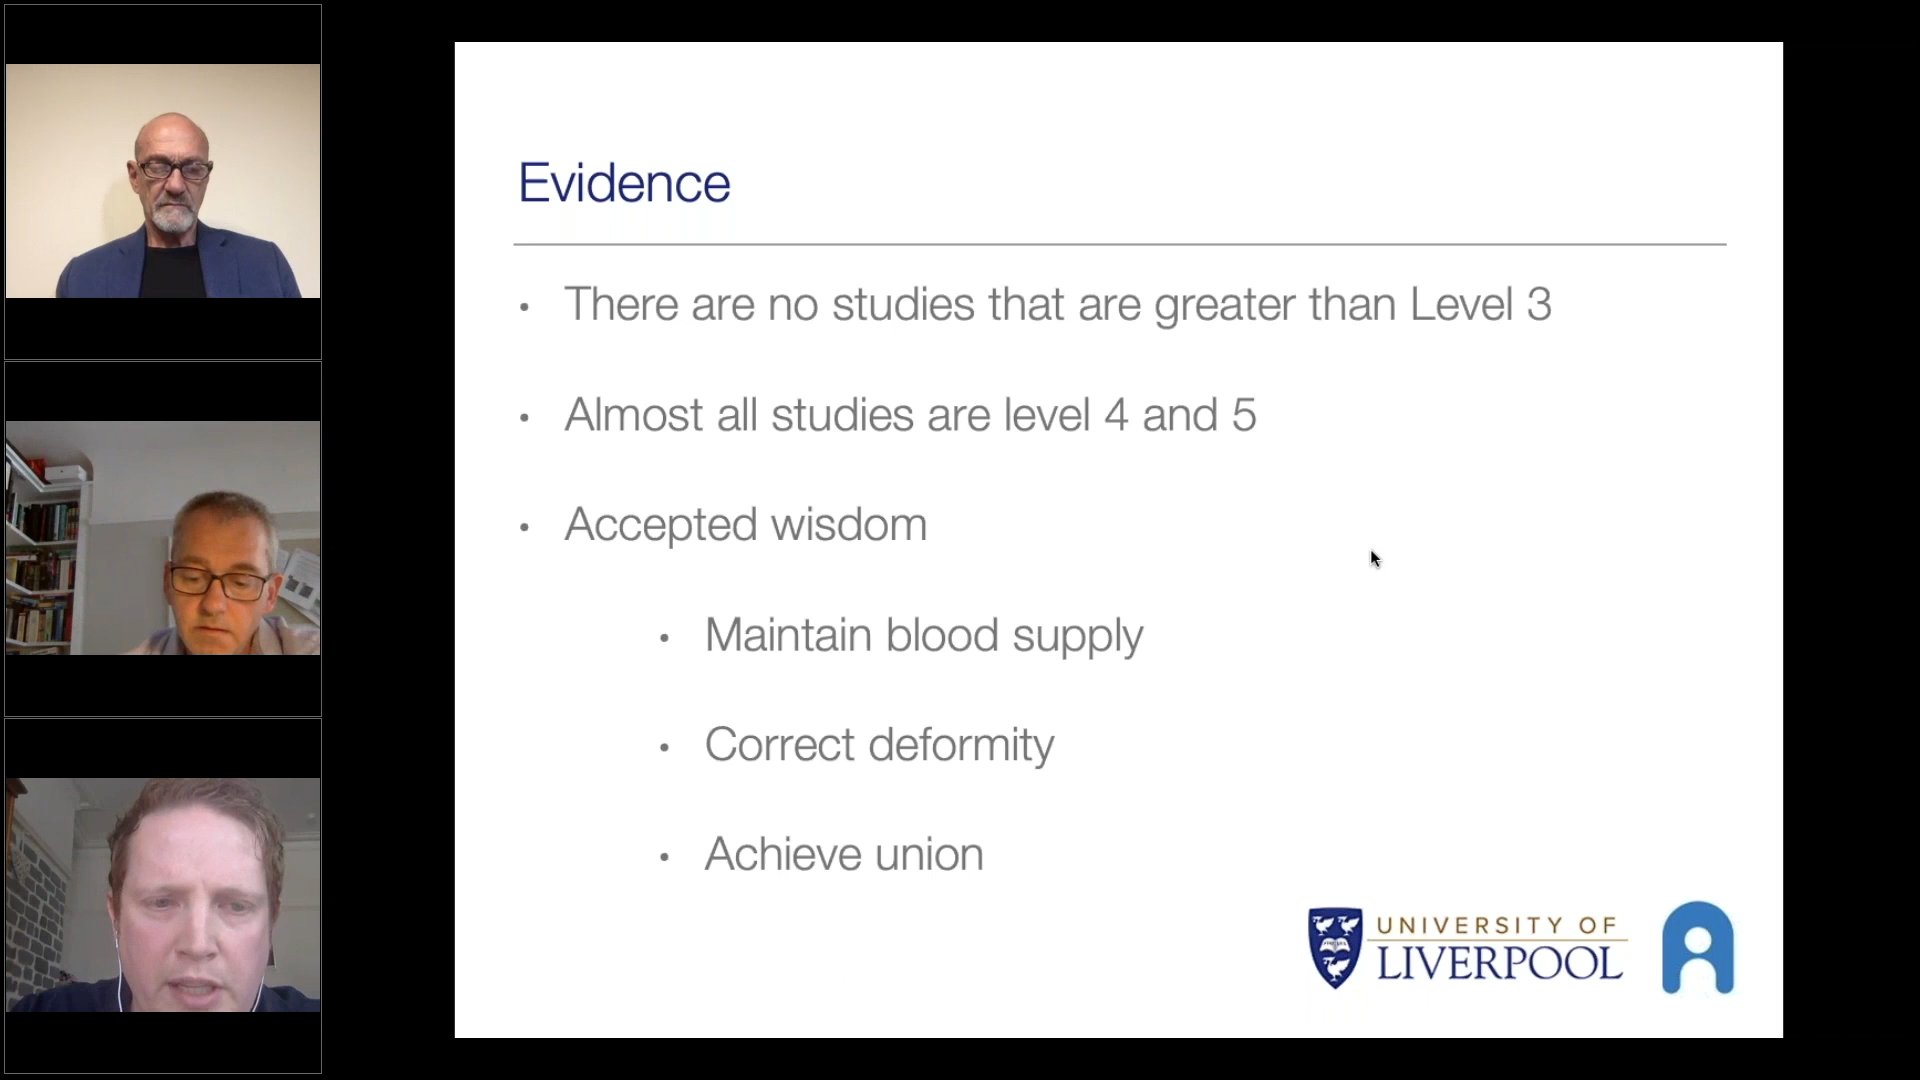 Evidence
• There are no studies that are greater than Level 3
• Almost all studies are level 4 and 5
• Accepted wisdom
• Maintain blood supply
• Correct deformity
• Achieve union
UNIVERSITY OF
LIVERPOOL